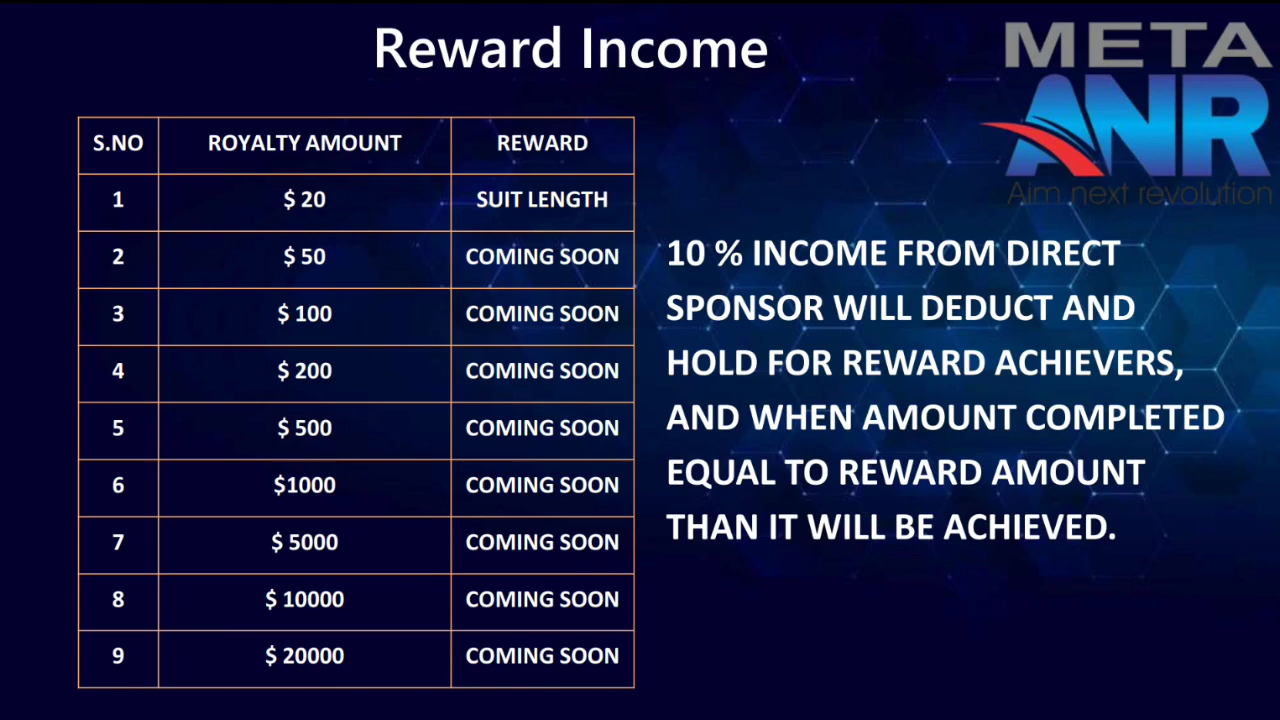 Reward Income
META
ANR
Aim next revolution
S.NO ROYALTY AMOUNT REWARD
1 $ 20 SUIT LENGTH
2 $ 50 COMING SOON
3 $ 100 COMING SOON
4 $ 200 COMING SOON
5 $ 500 COMING SOON
6 $1000 COMING SOON
7 $ 5000 COMING SOON
8 $ 10000 COMING SOON
9 $ 20000 COMING SOON
10 % INCOME FROM DIRECT
SPONSOR WILL DEDUCT AND
HOLD FOR REWARD ACHIEVERS,
AND WHEN AMOUNT COMPLETED
EQUAL TO REWARD AMOUNT
THAN IT WILL BE ACHIEVED.